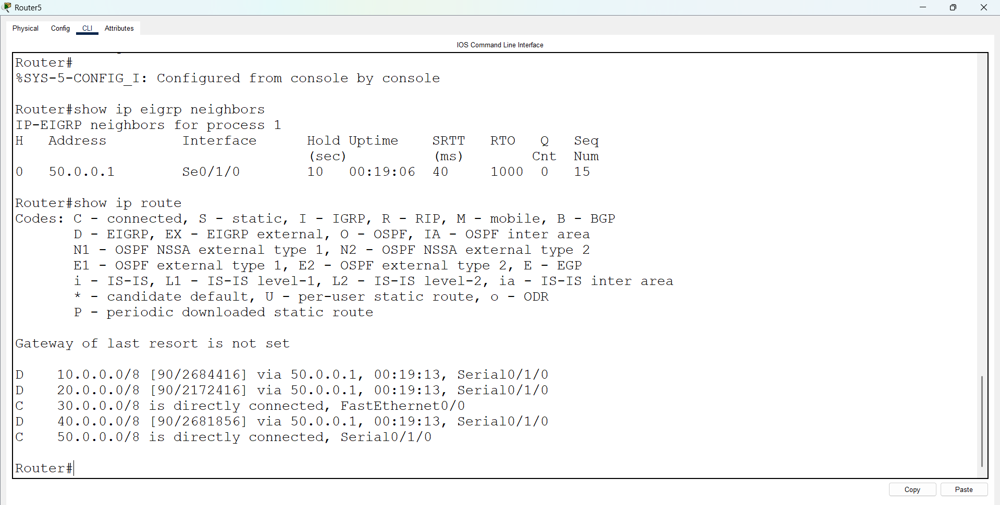 Router5
Physical Config CLI Attributes
IOS Command Line Interface
Router#
%SYS-5-CONFIG_I: Configured from console by console
Router#show ip eigrp neighbors
IP-EIGRP neighbors for process 1
H   Address         Interface      Hold Uptime    SRTT   RTO   Q   Seq
                                   (sec)          (ms)        Cnt  Num
0   50.0.0.1        Se0/1/0        10   00:19:06  40     1000  0   15
Router#show ip route
Codes: C - connected, S - static, I - IGRP, R - RIP, M - mobile, B - BGP
       D - EIGRP, EX - EIGRP external, O - OSPF, IA - OSPF inter area
       N1 - OSPF NSSA external type 1, N2 - OSPF NSSA external type 2
       E1 - OSPF external type 1, E2 - OSPF external type 2, E - EGP
       i - IS-IS, L1 - IS-IS level-1, L2 - IS-IS level-2, ia - IS-IS inter area
       * - candidate default, U - per-user static route, o - ODR
       P - periodic downloaded static route
Gateway of last resort is not set
D    10.0.0.0/8 [90/2684416] via 50.0.0.1, 00:19:13, Serial0/1/0
D    20.0.0.0/8 [90/2172416] via 50.0.0.1, 00:19:13, Serial0/1/0
C    30.0.0.0/8 is directly connected, FastEthernet0/0
D    40.0.0.0/8 [90/2681856] via 50.0.0.1, 00:19:13, Serial0/1/0
C    50.0.0.0/8 is directly connected, Serial0/1/0
Router#
Copy Paste